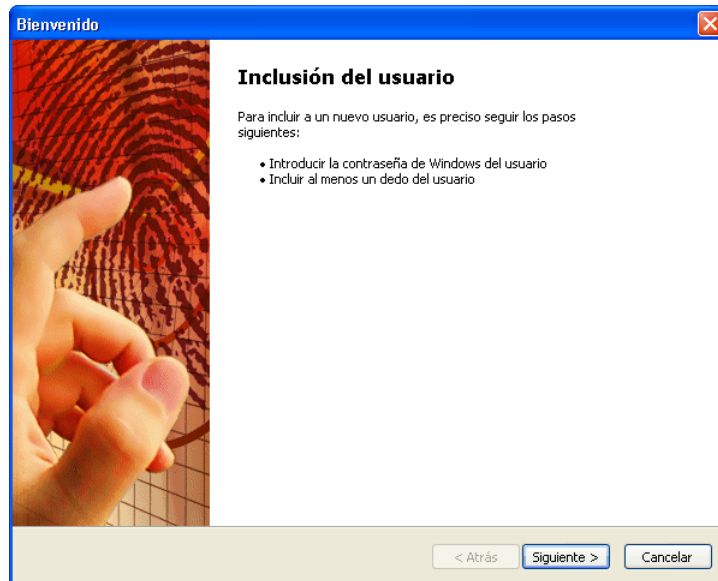 Bienvenido
Inclusión del usuario
Para incluir a un nuevo usuario, es preciso seguir los pasos
siguientes:
• Introducir la contraseña de Windows del usuario
• Incluir al menos un dedo del usuario
< Atrás Siguiente > Cancelar